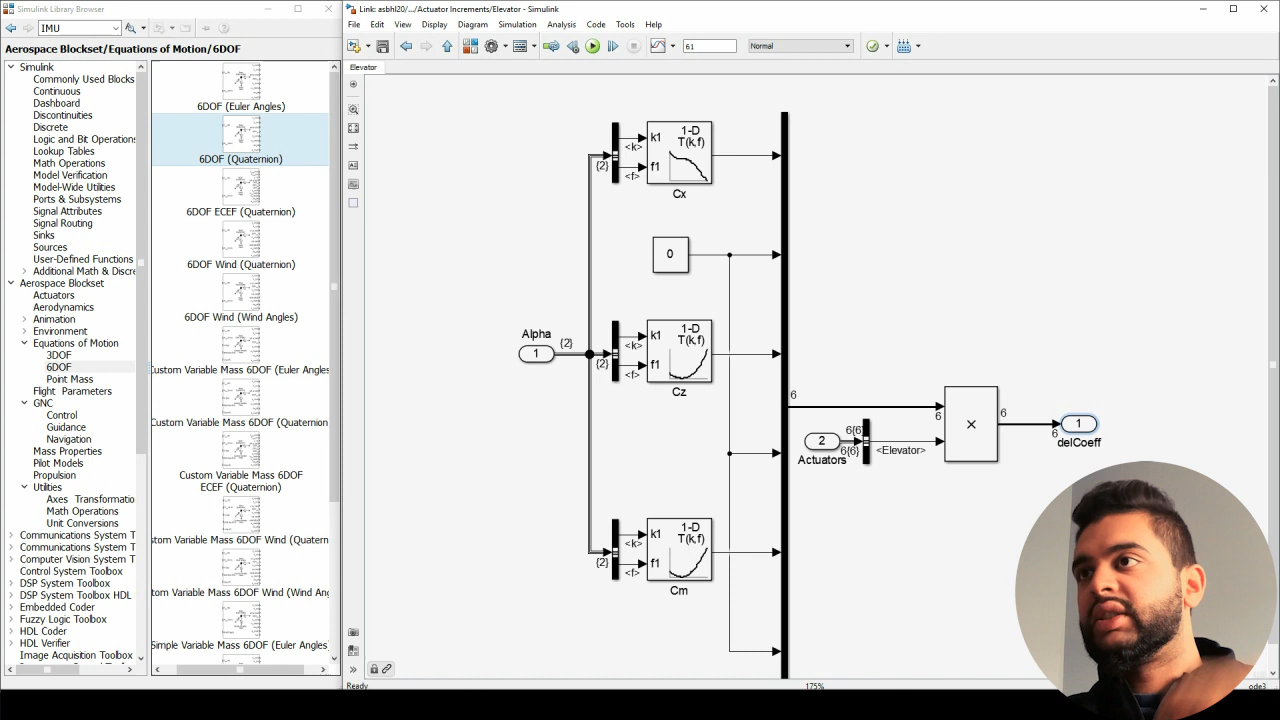 Simulink Library Browser
IMU
Aerospace Blockset/Equations of Motion/6DOF
Simulink
Commonly Used Blocks
Continuous
Dashboard
Discontinuities
Discrete
Logic and Bit Operations
Lookup Tables
Math Operations
Model Verification
Model-Wide Utilities
Ports & Subsystems
Signal Attributes
Signal Routing
Sinks
Sources
User-Defined Functions
Additional Math & Discre
Aerospace Blockset
Actuators
Aerodynamics
Animation
Environment
Equations of Motion
3DOF
6DOF
Point Mass
Flight Parameters
GNC
Control
Guidance
Navigation
Mass Properties
Pilot Models
Propulsion
Utilities
Axes Transformatio
Math Operations
Unit Conversions
Communications System T
Communications System T
Computer Vision System T
Control System Toolbox
DSP System Toolbox
DSP System Toolbox HDL
Embedded Coder
Fuzzy Logic Toolbox
HDL Coder
HDL Verifier
Image Acquisition Toolbox
6DOF (Euler Angles)
6DOF (Quaternion)
6DOF ECEF (Quaternion)
6DOF Wind (Quaternion)
6DOF Wind (Wind Angles)
Custom Variable Mass 6DOF (Euler Angles
Custom Variable Mass 6DOF (Quaternion
Custom Variable Mass 6DOF
ECEF (Quaternion)
tom Variable Mass 6DOF Wind (Quatern
tom Variable Mass 6DOF Wind (Wind An
Simple Variable Mass 6DOF (Euler Angles
Link: asbhl20/.../Actuator Increments/Elevator - Simulink
File Edit View Display Diagram Simulation Analysis Code Tools Help
61
Normal
Elevator
{2}
<k>
<f>
k1
f1
1-D
T(k,f)
Cx
0
Alpha
1
{2}
{2}
<k>
<f>
k1
f1
1-D
T(k,f)
Cz
6
2
Actuators
6{6}
6{6}
<Elevator>
6
×
6
6
1
delCoeff
{2}
<k>
<f>
k1
f1
1-D
T(k,f)
Cm
Ready
175%
ode3